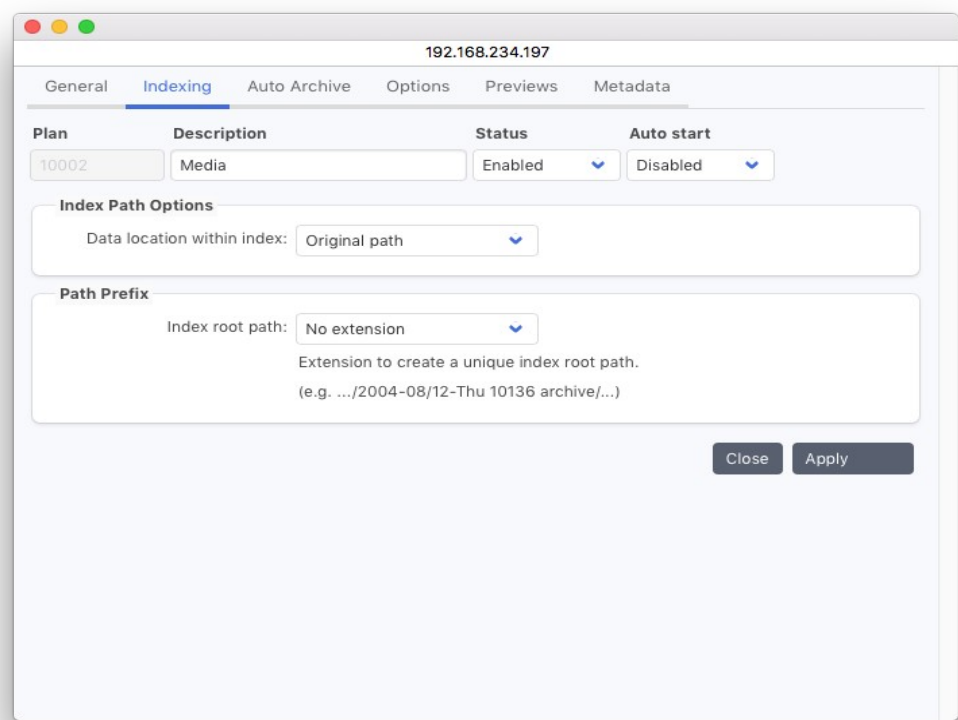 192.168.234.197
General Indexing Auto Archive Options Previews Metadata
Plan Description Status Auto start
10002 Media Enabled Disabled
Index Path Options
Data location within index: Original path
Path Prefix
Index root path: No extension
Extension to create a unique index root path.
(e.g. .../2004-08/12-Thu 10136 archive/...)
Close Apply